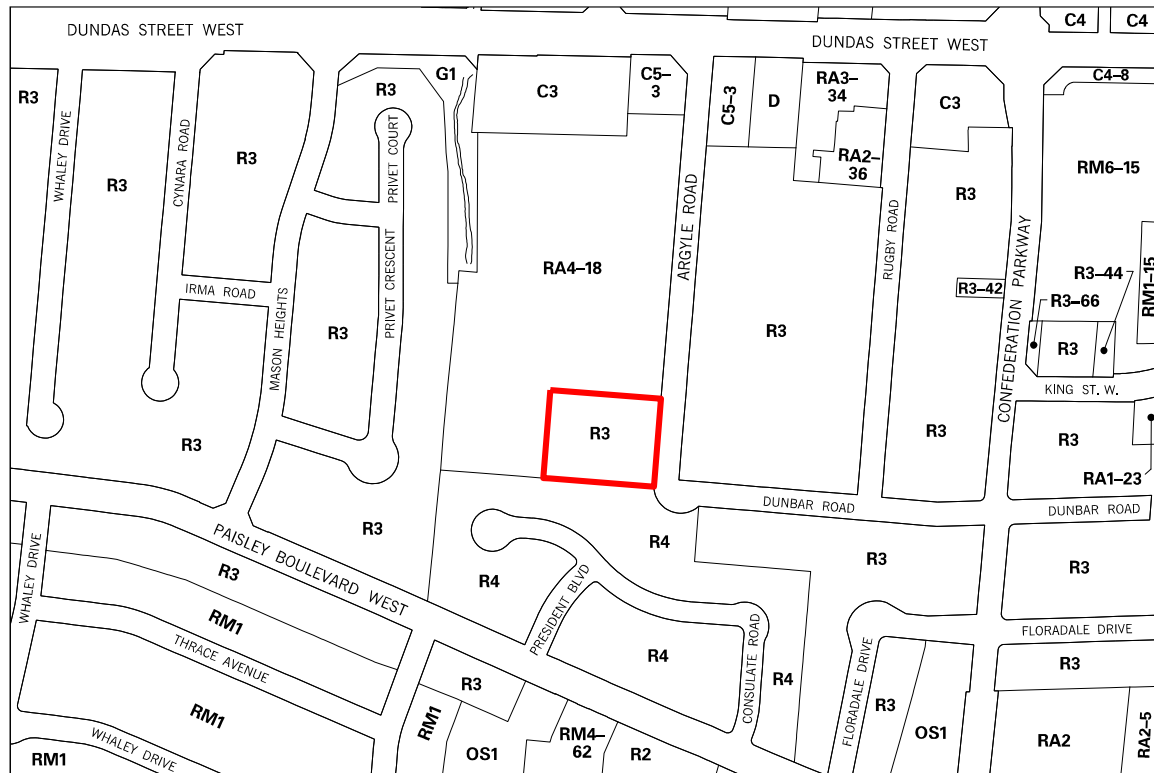 C4
C4
DUNDAS STREET WEST
DUNDAS STREET WEST
G1
C5–
3
C4–8
RA3–
34
R3
R3
C3
C5–3
D
C3
WHALEY DRIVE
CYNARA ROAD
R3
PRIVET COURT
RA2–
36
RM6–15
R3
R3
ARGYLE ROAD
RUGBY ROAD
CONFEDERATION PARKWAY
RA4–18
R3–44
R3–42
R3–66
RM1–15
IRMA ROAD
MASON HEIGHTS
PRIVET CRESCENT
R3
R3
R3
KING ST. W.
R3
R3
R3
R3
RA1–23
DUNBAR ROAD
DUNBAR ROAD
R3
PAISLEY BOULEVARD WEST
R4
R3
R3
WHALEY DRIVE
R3
R4
PRESIDENT BLVD
RM1
THRACE AVENUE
R4
CONSULATE ROAD
R4
FLORADALE DRIVE
FLORADALE DRIVE
R3
R3
R3
RM1
RM1
WHALEY DRIVE
RM1
OS1
RM4–
62
R2
OS1
RA2
RA2–5